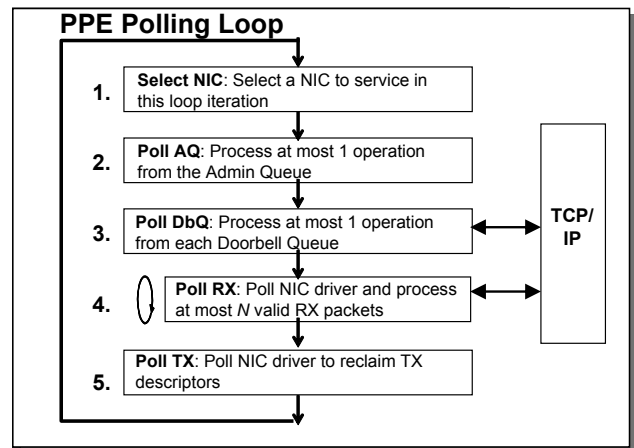 PPE Polling Loop
1. Select NIC: Select a NIC to service in
this loop iteration
2. Poll AQ: Process at most 1 operation
from the Admin Queue
3. Poll DbQ: Process at most 1 operation
from each Doorbell Queue
TCP/
IP
4. Poll RX: Poll NIC driver and process
at most N valid RX packets
5. Poll TX: Poll NIC driver to reclaim TX
descriptors